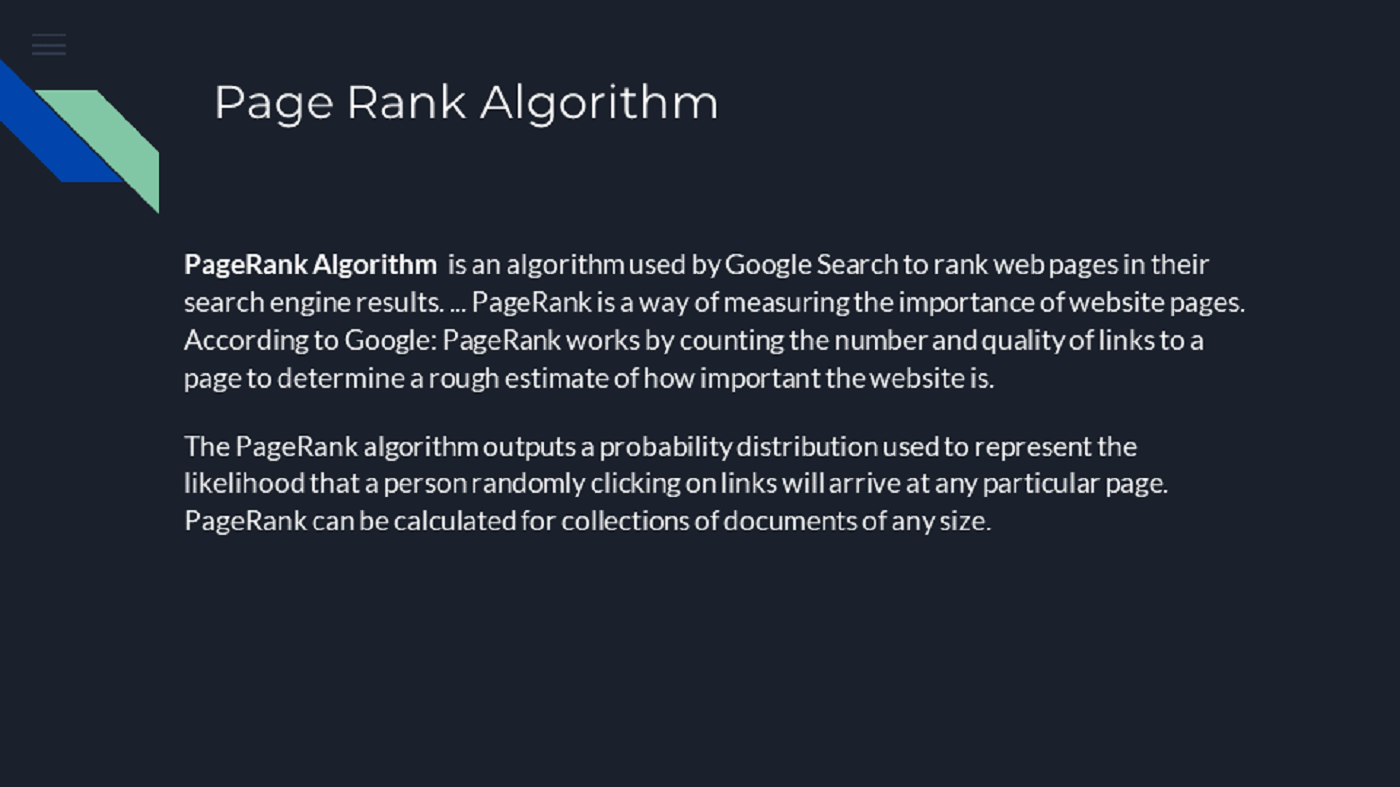 Page Rank Algorithm
PageRank Algorithm is an algorithm used by Google Search to rank web pages in their
search engine results. ... PageRank is a way of measuring the importance of website pages.
According to Google: PageRank works by counting the number and quality of links to a
page to determine a rough estimate of how important the website is.
The PageRank algorithm outputs a probability distribution used to represent the
likelihood that a person randomly clicking on links will arrive at any particular page.
PageRank can be calculated for collections of documents of any size.